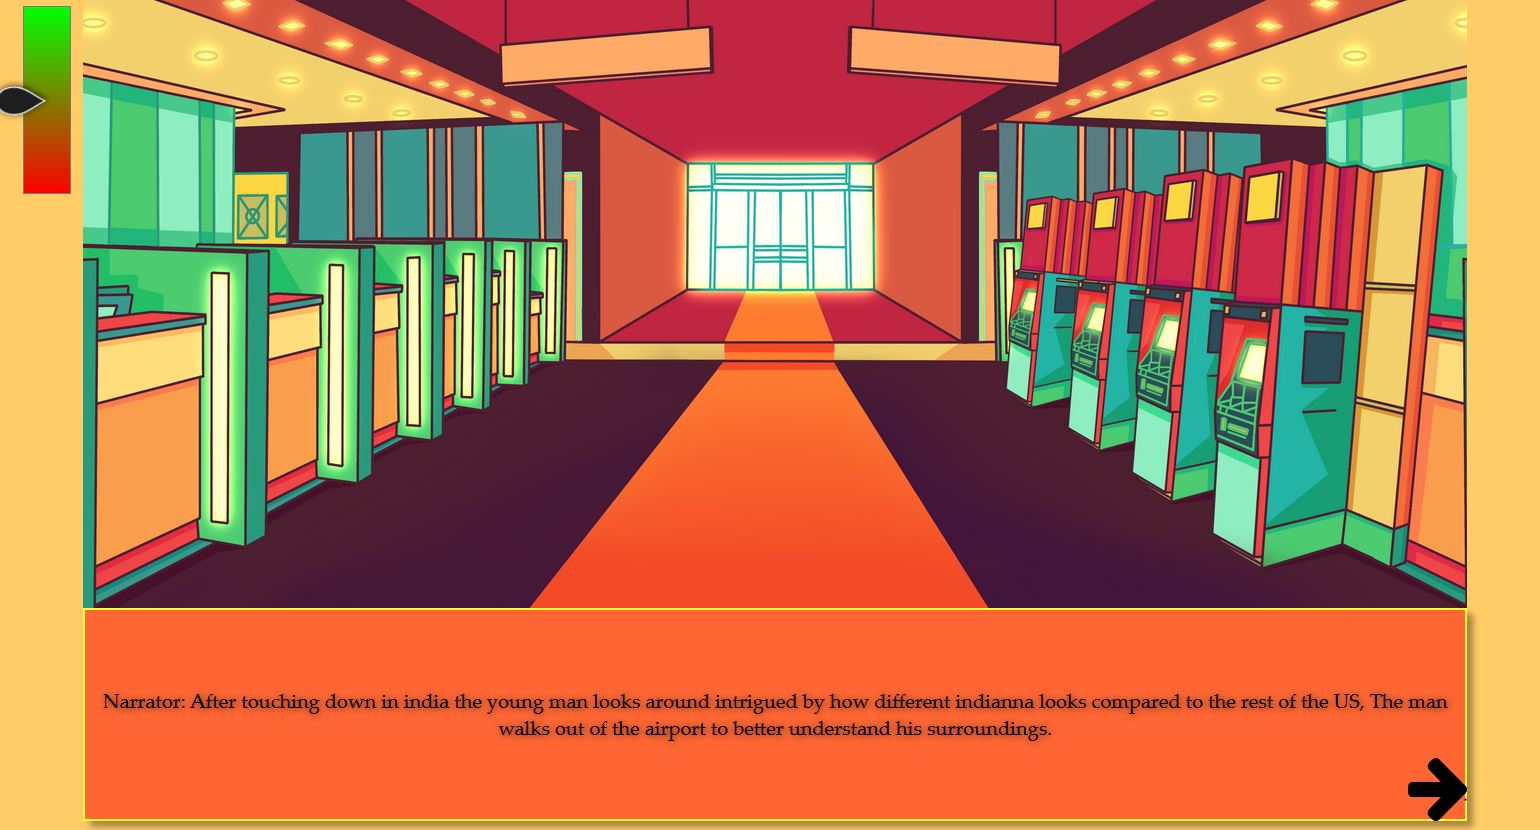 Narrator: After touching down in india the young man looks around intrigued by how different indianna looks compared to the rest of the US, The man
walks out of the airport to better understand his surroundings.